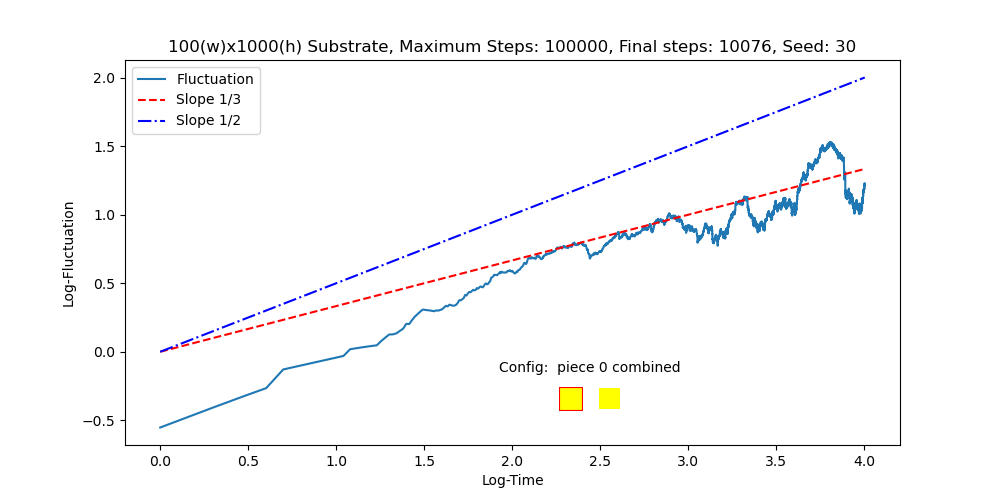 100(w)x1000(h) Substrate, Maximum Steps: 100000, Final steps: 10076, Seed: 30
Fluctuation
Slope 1/3
Slope 1/2
Log-Fluctuation
2.0
1.5
1.0
0.5
0.0
−0.5
Config:  piece 0 combined
0.0 0.5 1.0 1.5 2.0 2.5 3.0 3.5 4.0
Log-Time